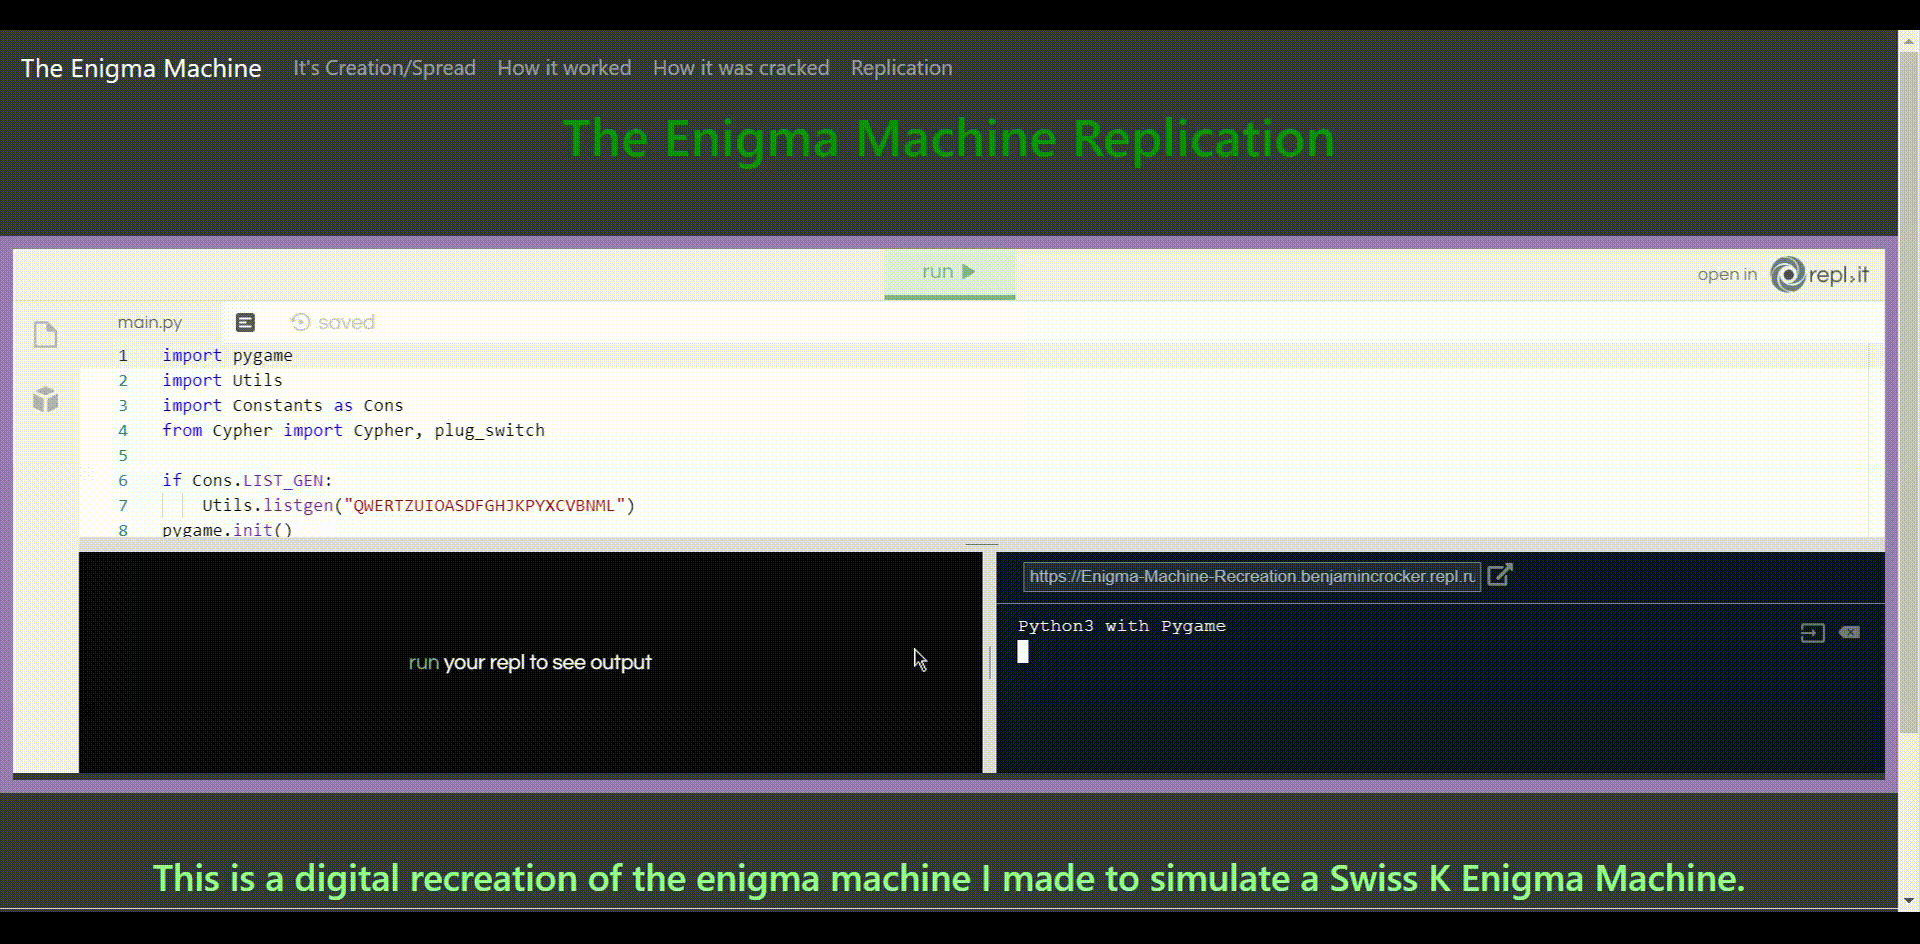 The Enigma Machine It's Creation/Spread How it worked How it was cracked Replication
The Enigma Machine Replication
run
open in repl.it
main.py saved
1 import pygame
2 import Utils
3 import Constants as Cons
4 from Cypher import Cypher, plug_switch
5
6 if Cons.LIST_GEN:
7 Utils.listgen("QWERTZUIOASDFGHJKPYXCVBNML")
8 pygame.init()
run your repl to see output
https://Enigma-Machine-Recreation.benjamincrocker.repl.ru
Python3 with Pygame
This is a digital recreation of the enigma machine I made to simulate a Swiss K Enigma Machine.